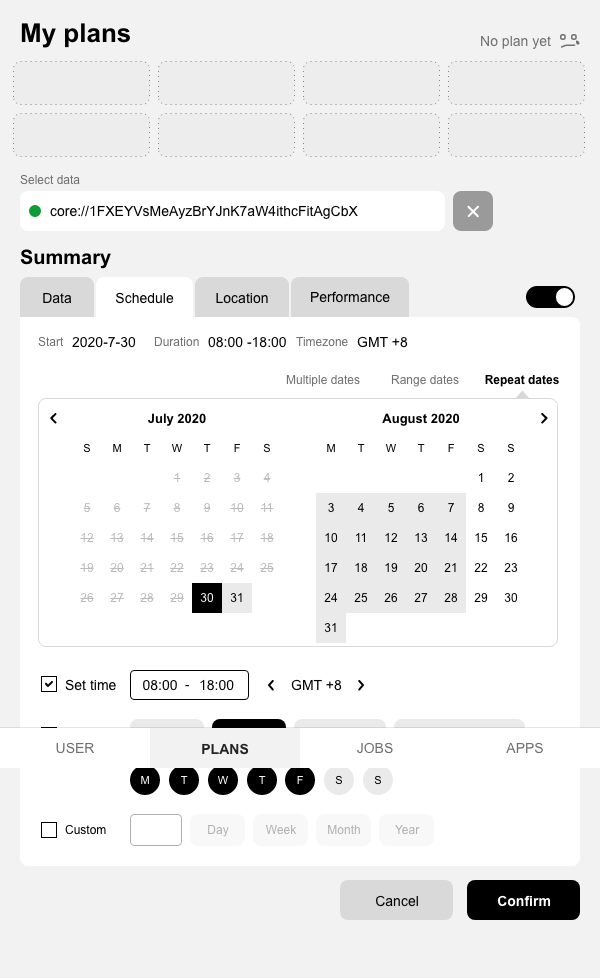 My plans
No plan yet
Select data
core://1FXEYVsMeAyzBrYJnK7aW4ithcFitAgCbX
Summary
Data Schedule Location Performance
Start 2020-7-30 Duration 08:00 -18:00 Timezone GMT +8
Multiple dates Range dates Repeat dates
July 2020
S M T W T F S
1 2 3 4
5 6 7 8 9 10 11
12 13 14 15 16 17 18
19 20 21 22 23 24 25
26 27 28 29 30 31
August 2020
M T W T F S S
1 2
3 4 5 6 7 8 9
10 11 12 13 14 15 16
17 18 19 20 21 22 23
24 25 26 27 28 29 30
31
Set time 08:00 - 18:00 GMT +8
USER PLANS JOBS APPS
M T W T F S S
Custom Day Week Month Year
Cancel Confirm